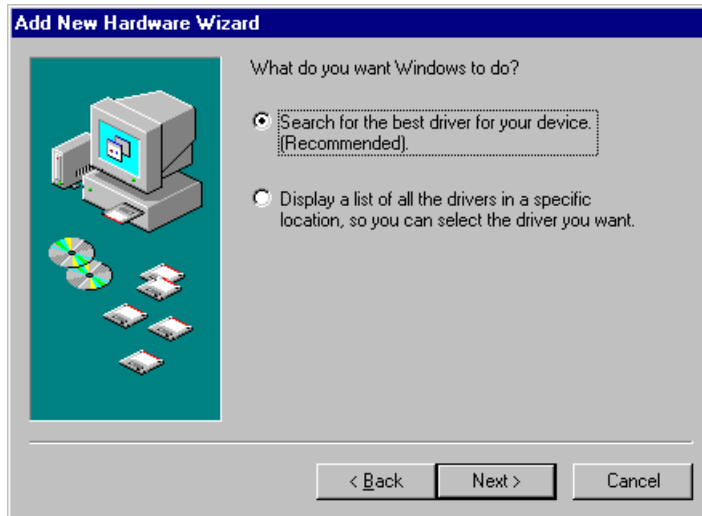 Add New Hardware Wizard
What do you want Windows to do?
Search for the best driver for your device.
(Recommended).
Display a list of all the drivers in a specific
location, so you can select the driver you want.
< Back
Next >
Cancel